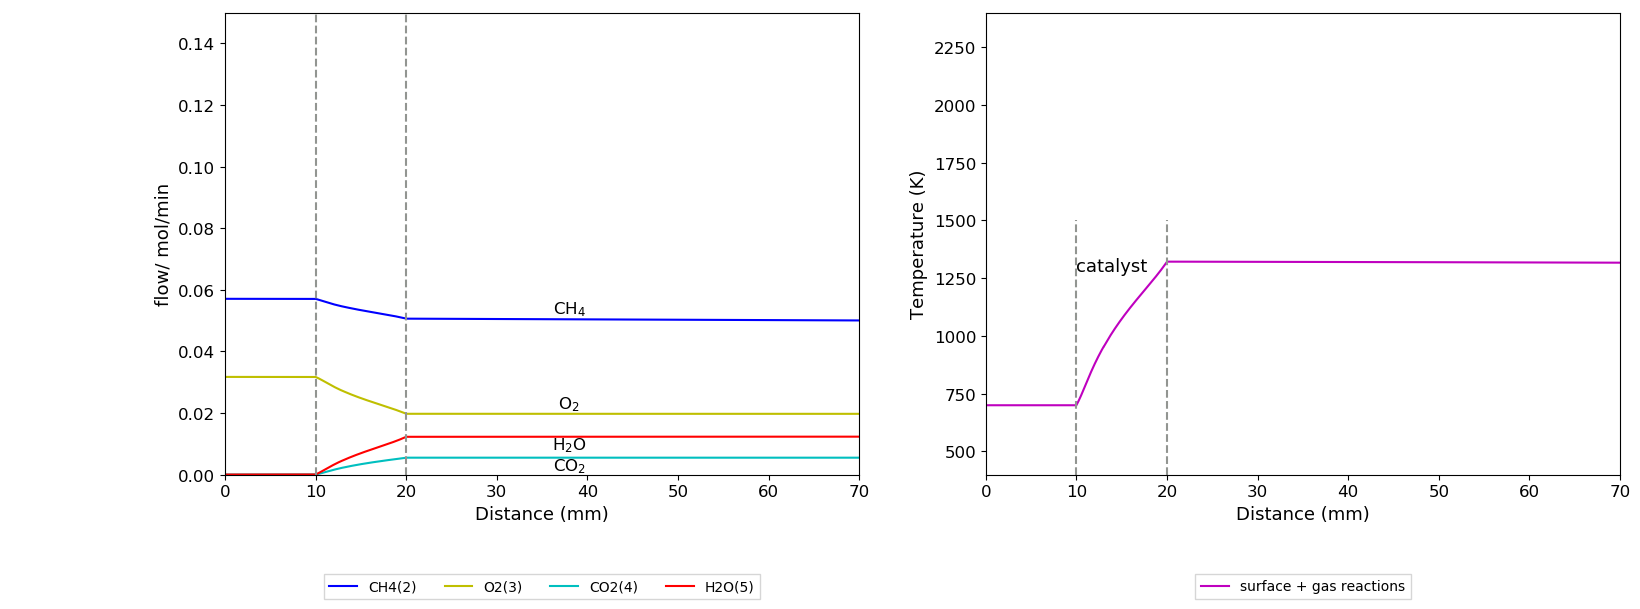 0.14
0.12
0.10
0.08
0.06
0.04
0.02
0.00
flow/ mol/min
CH₄
O₂
H₂O
CO₂
0 10 20 30 40 50 60 70
Distance (mm)
CH4(2) O2(3) CO2(4) H2O(5)
2250
2000
1750
1500
1250
1000
750
500
Temperature (K)
catalyst
0 10 20 30 40 50 60 70
Distance (mm)
surface + gas reactions